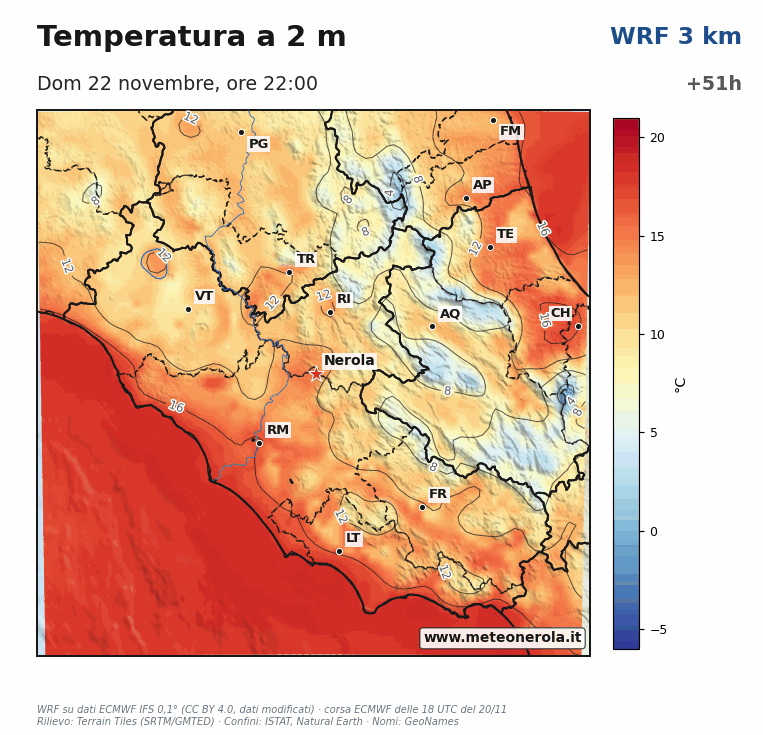 Temperatura a 2 m
WRF 3 km
Dom 22 novembre, ore 22:00
+51h
12
PG
FM
8
8
4
8
AP
16
8
12
TE
12
12
TR
12
12
RI
VT
AQ
16
CH
Nerola
8
4
8
16
RM
8
FR
12
LT
12
www.meteonerola.it
20
15
10
5
0
−5
°C
WRF su dati ECMWF IFS 0,1° (CC BY 4.0, dati modificati) · corsa ECMWF delle 18 UTC del 20/11
Rilievo: Terrain Tiles (SRTM/GMTED) · Confini: ISTAT, Natural Earth · Nomi: GeoNames